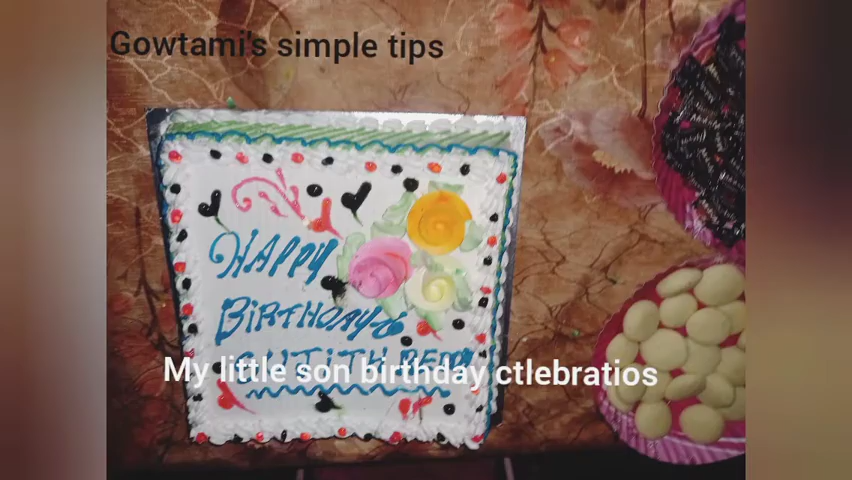 Gowtami's simple tips
HAPPY
BIRTHDAY
My little son birthday ctlebratios